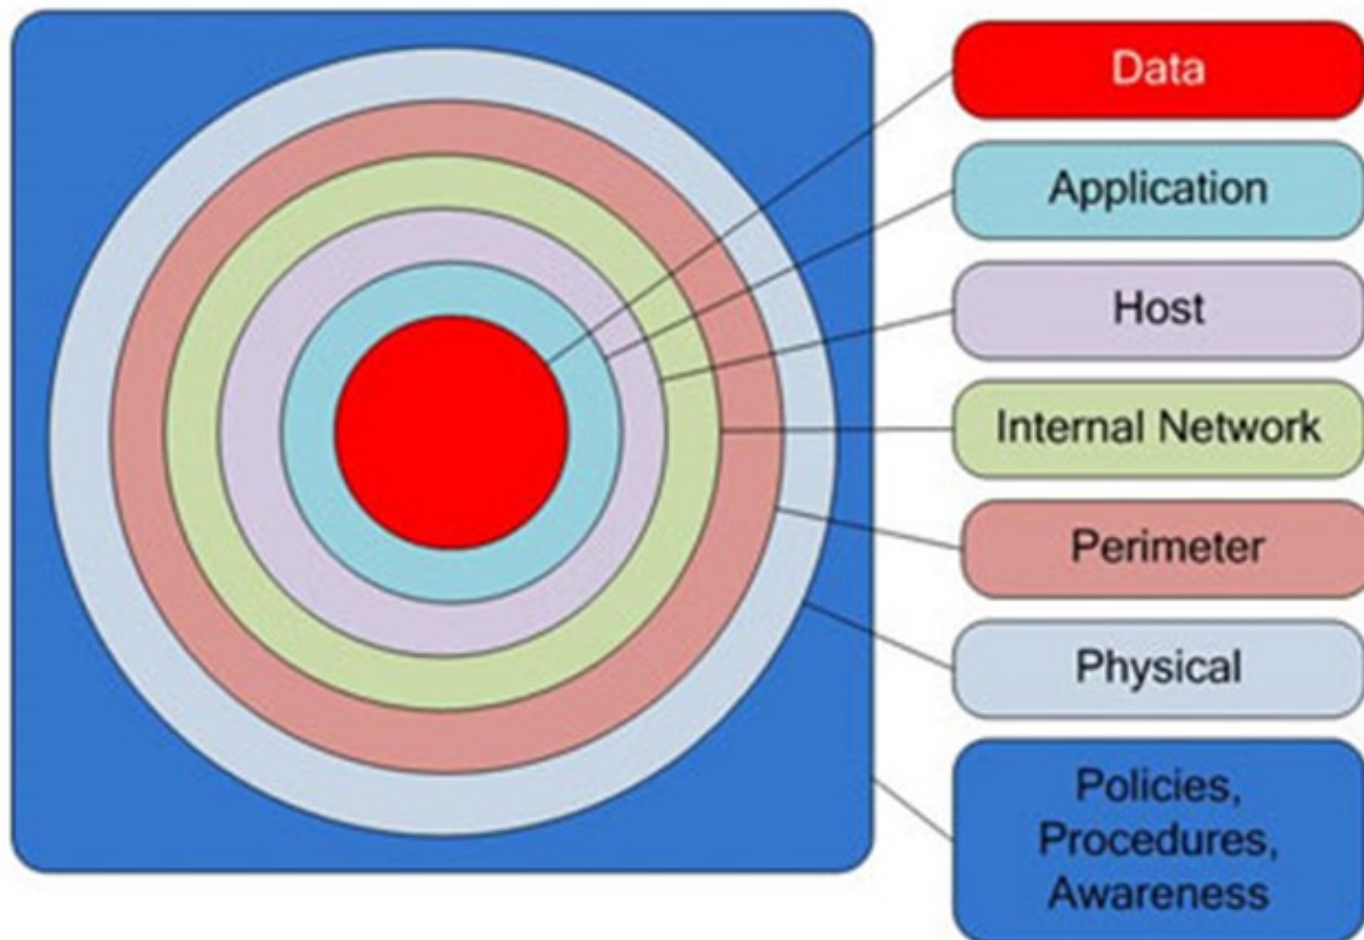 Data
Application
Host
Internal Network
Perimeter
Physical
Policies,
Procedures,
Awareness